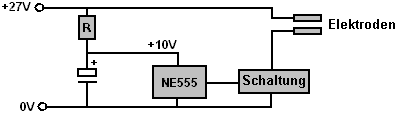 +27V
Elektroden
R
+10V
+
NE555
Schaltung
0V